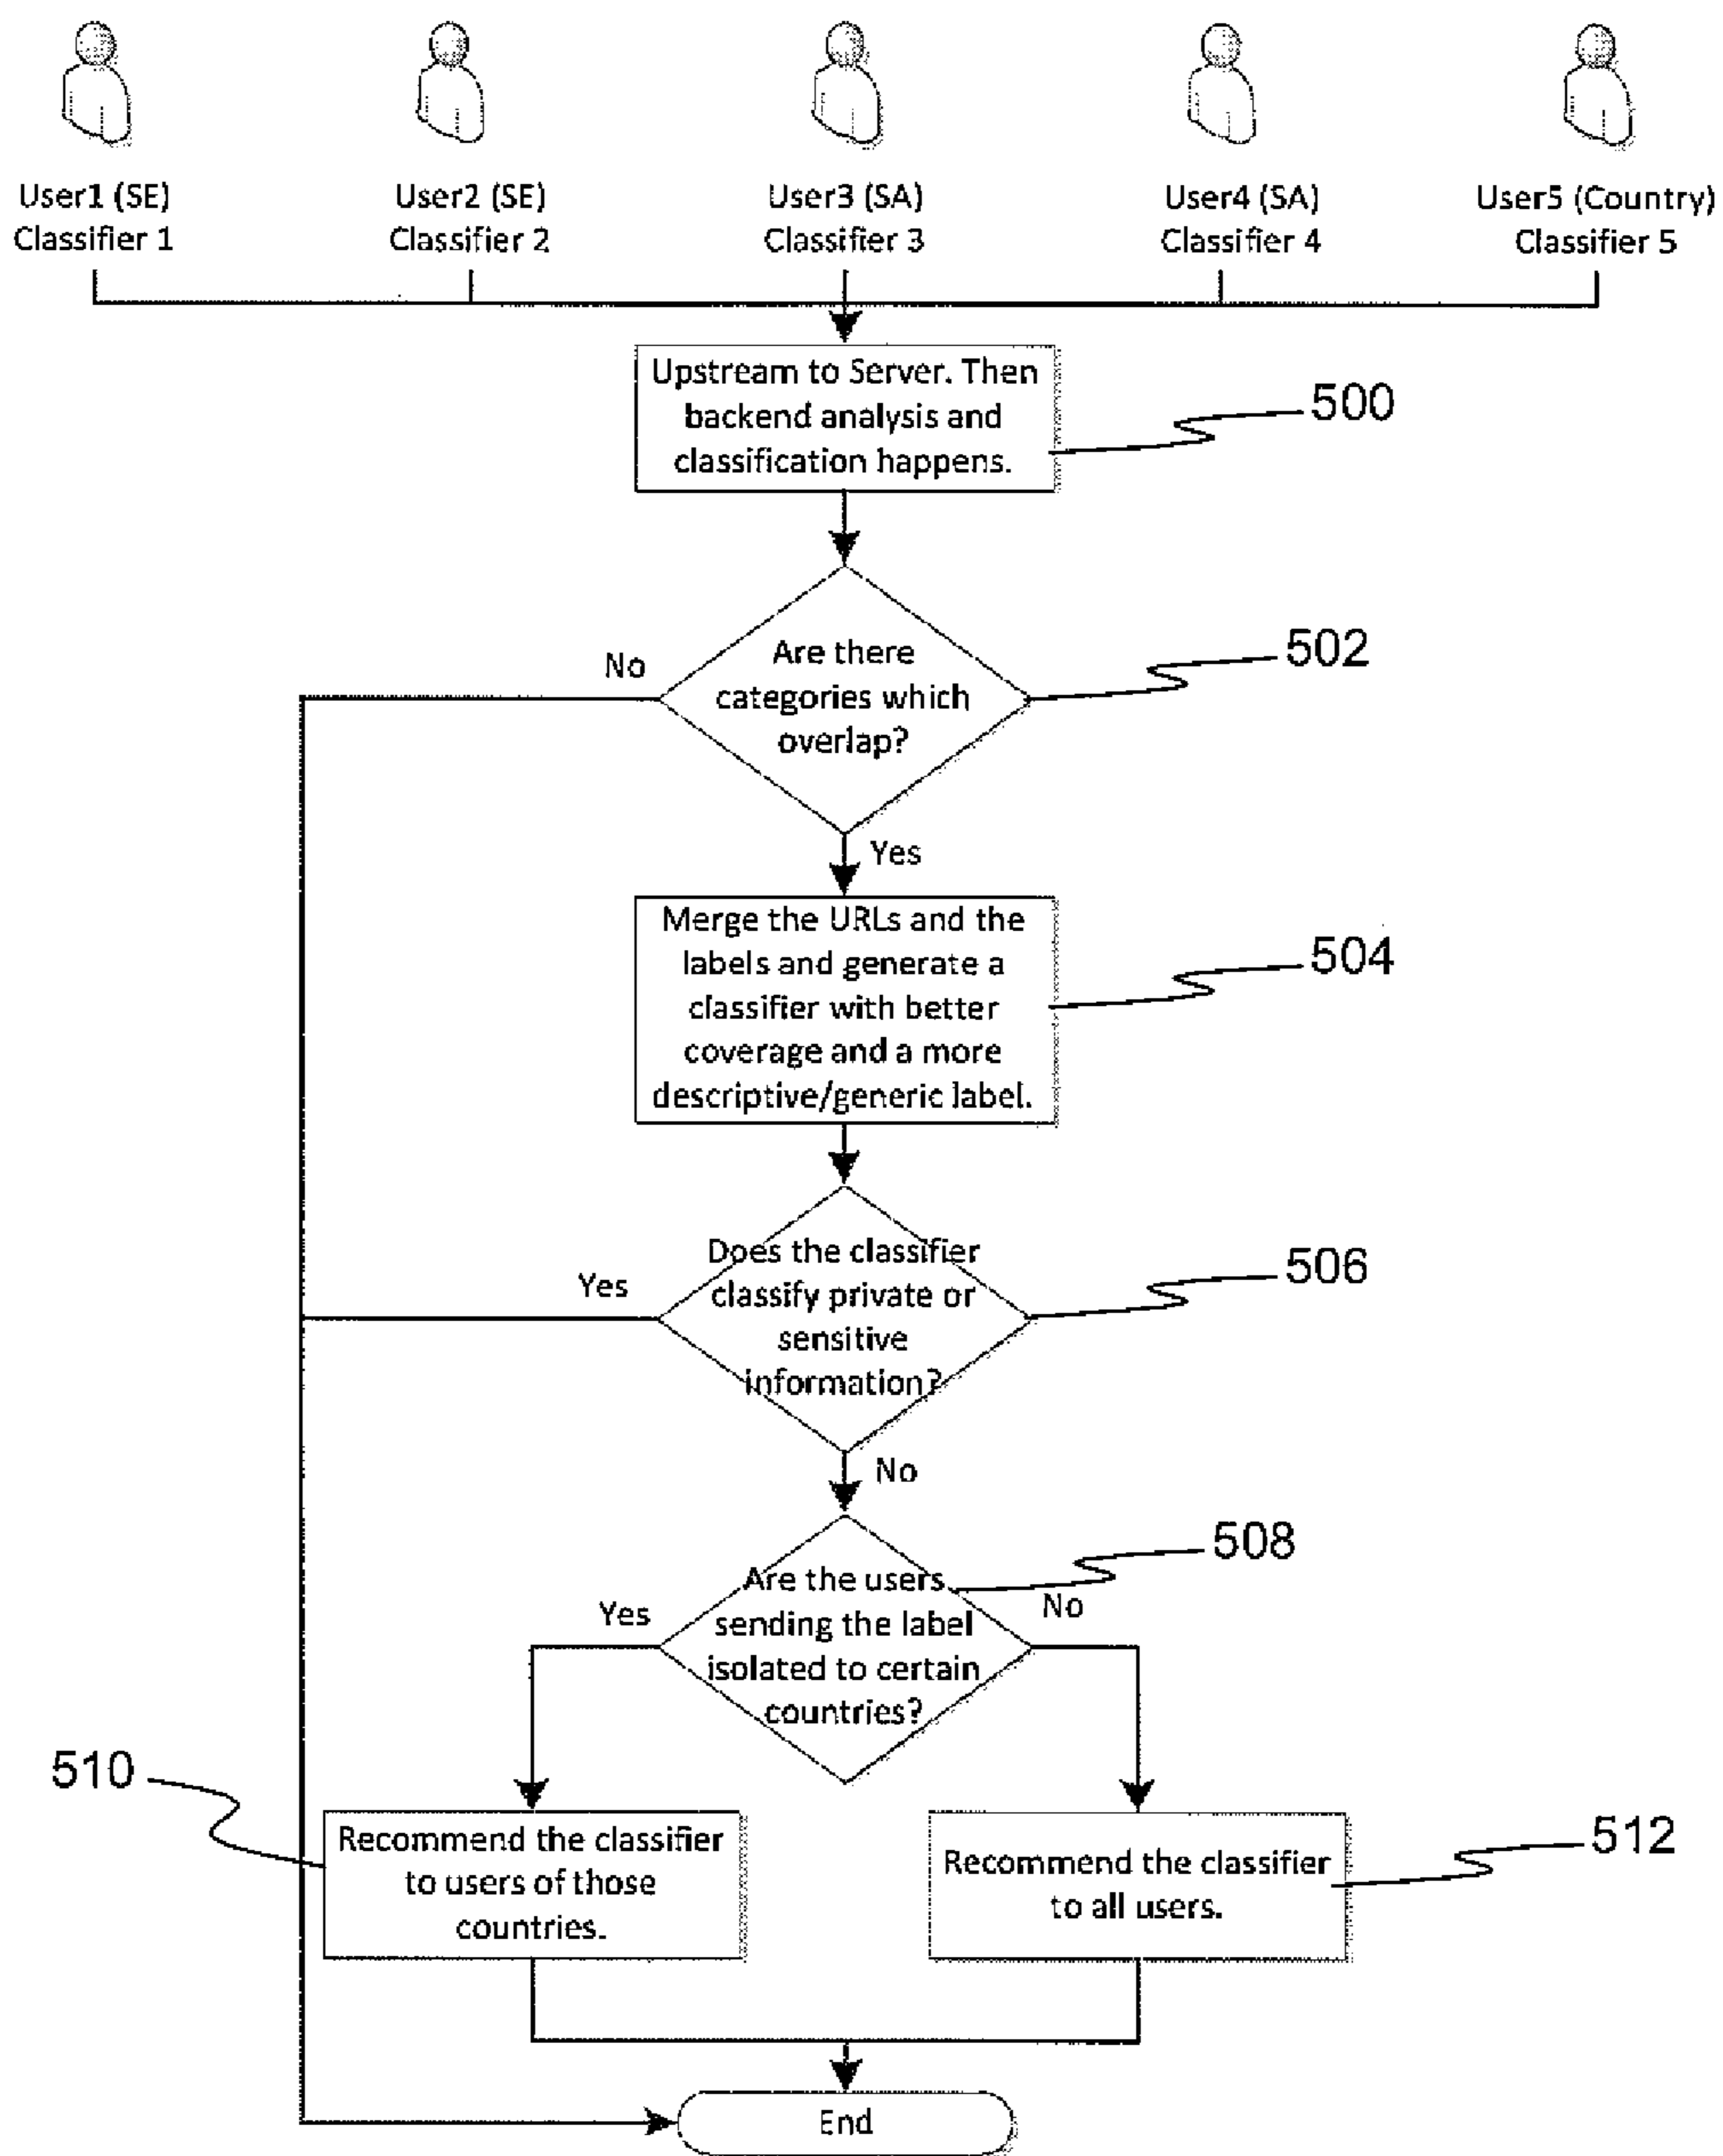 User1 (SE)
Classifier 1
User2 (SE)
Classifier 2
User3 (SA)
Classifier 3
User4 (SA)
Classifier 4
User5 (Country)
Classifier 5
Upstream to Server. Then
backend analysis and
classification happens.
500
Are there
categories which
overlap?
502
No
Yes
Merge the URLs and the
labels and generate a
classifier with better
coverage and a more
descriptive/generic label.
504
Does the classifier
classify private or
sensitive
information?
506
Yes
No
Are the users
sending the label
isolated to certain
countries?
508
Yes
No
510
Recommend the classifier
to users of those
countries.
Recommend the classifier
to all users.
512
End